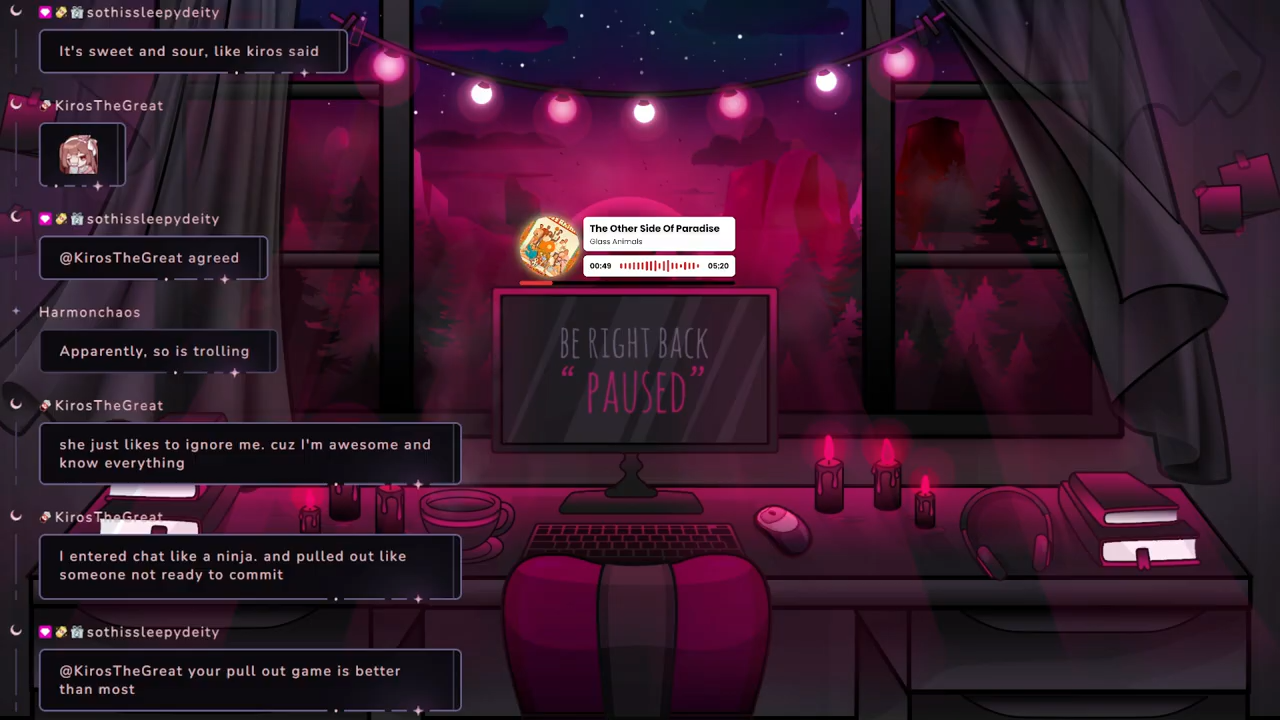 sothissleepydeity
It's sweet and sour, like kiros said
KirosTheGreat
sothissleepydeity
@KirosTheGreat agreed
Harmonchaos
Apparently, so is trolling
KirosTheGreat
she just likes to ignore me. cuz I'm awesome and
know everything
KirosTheGreat
I entered chat like a ninja. and pulled out like
someone not ready to commit
sothissleepydeity
@KirosTheGreat your pull out game is better
than most
The Other Side Of Paradise
Glass Animals
00:49 05:20
BE RIGHT BACK
“ PAUSED”